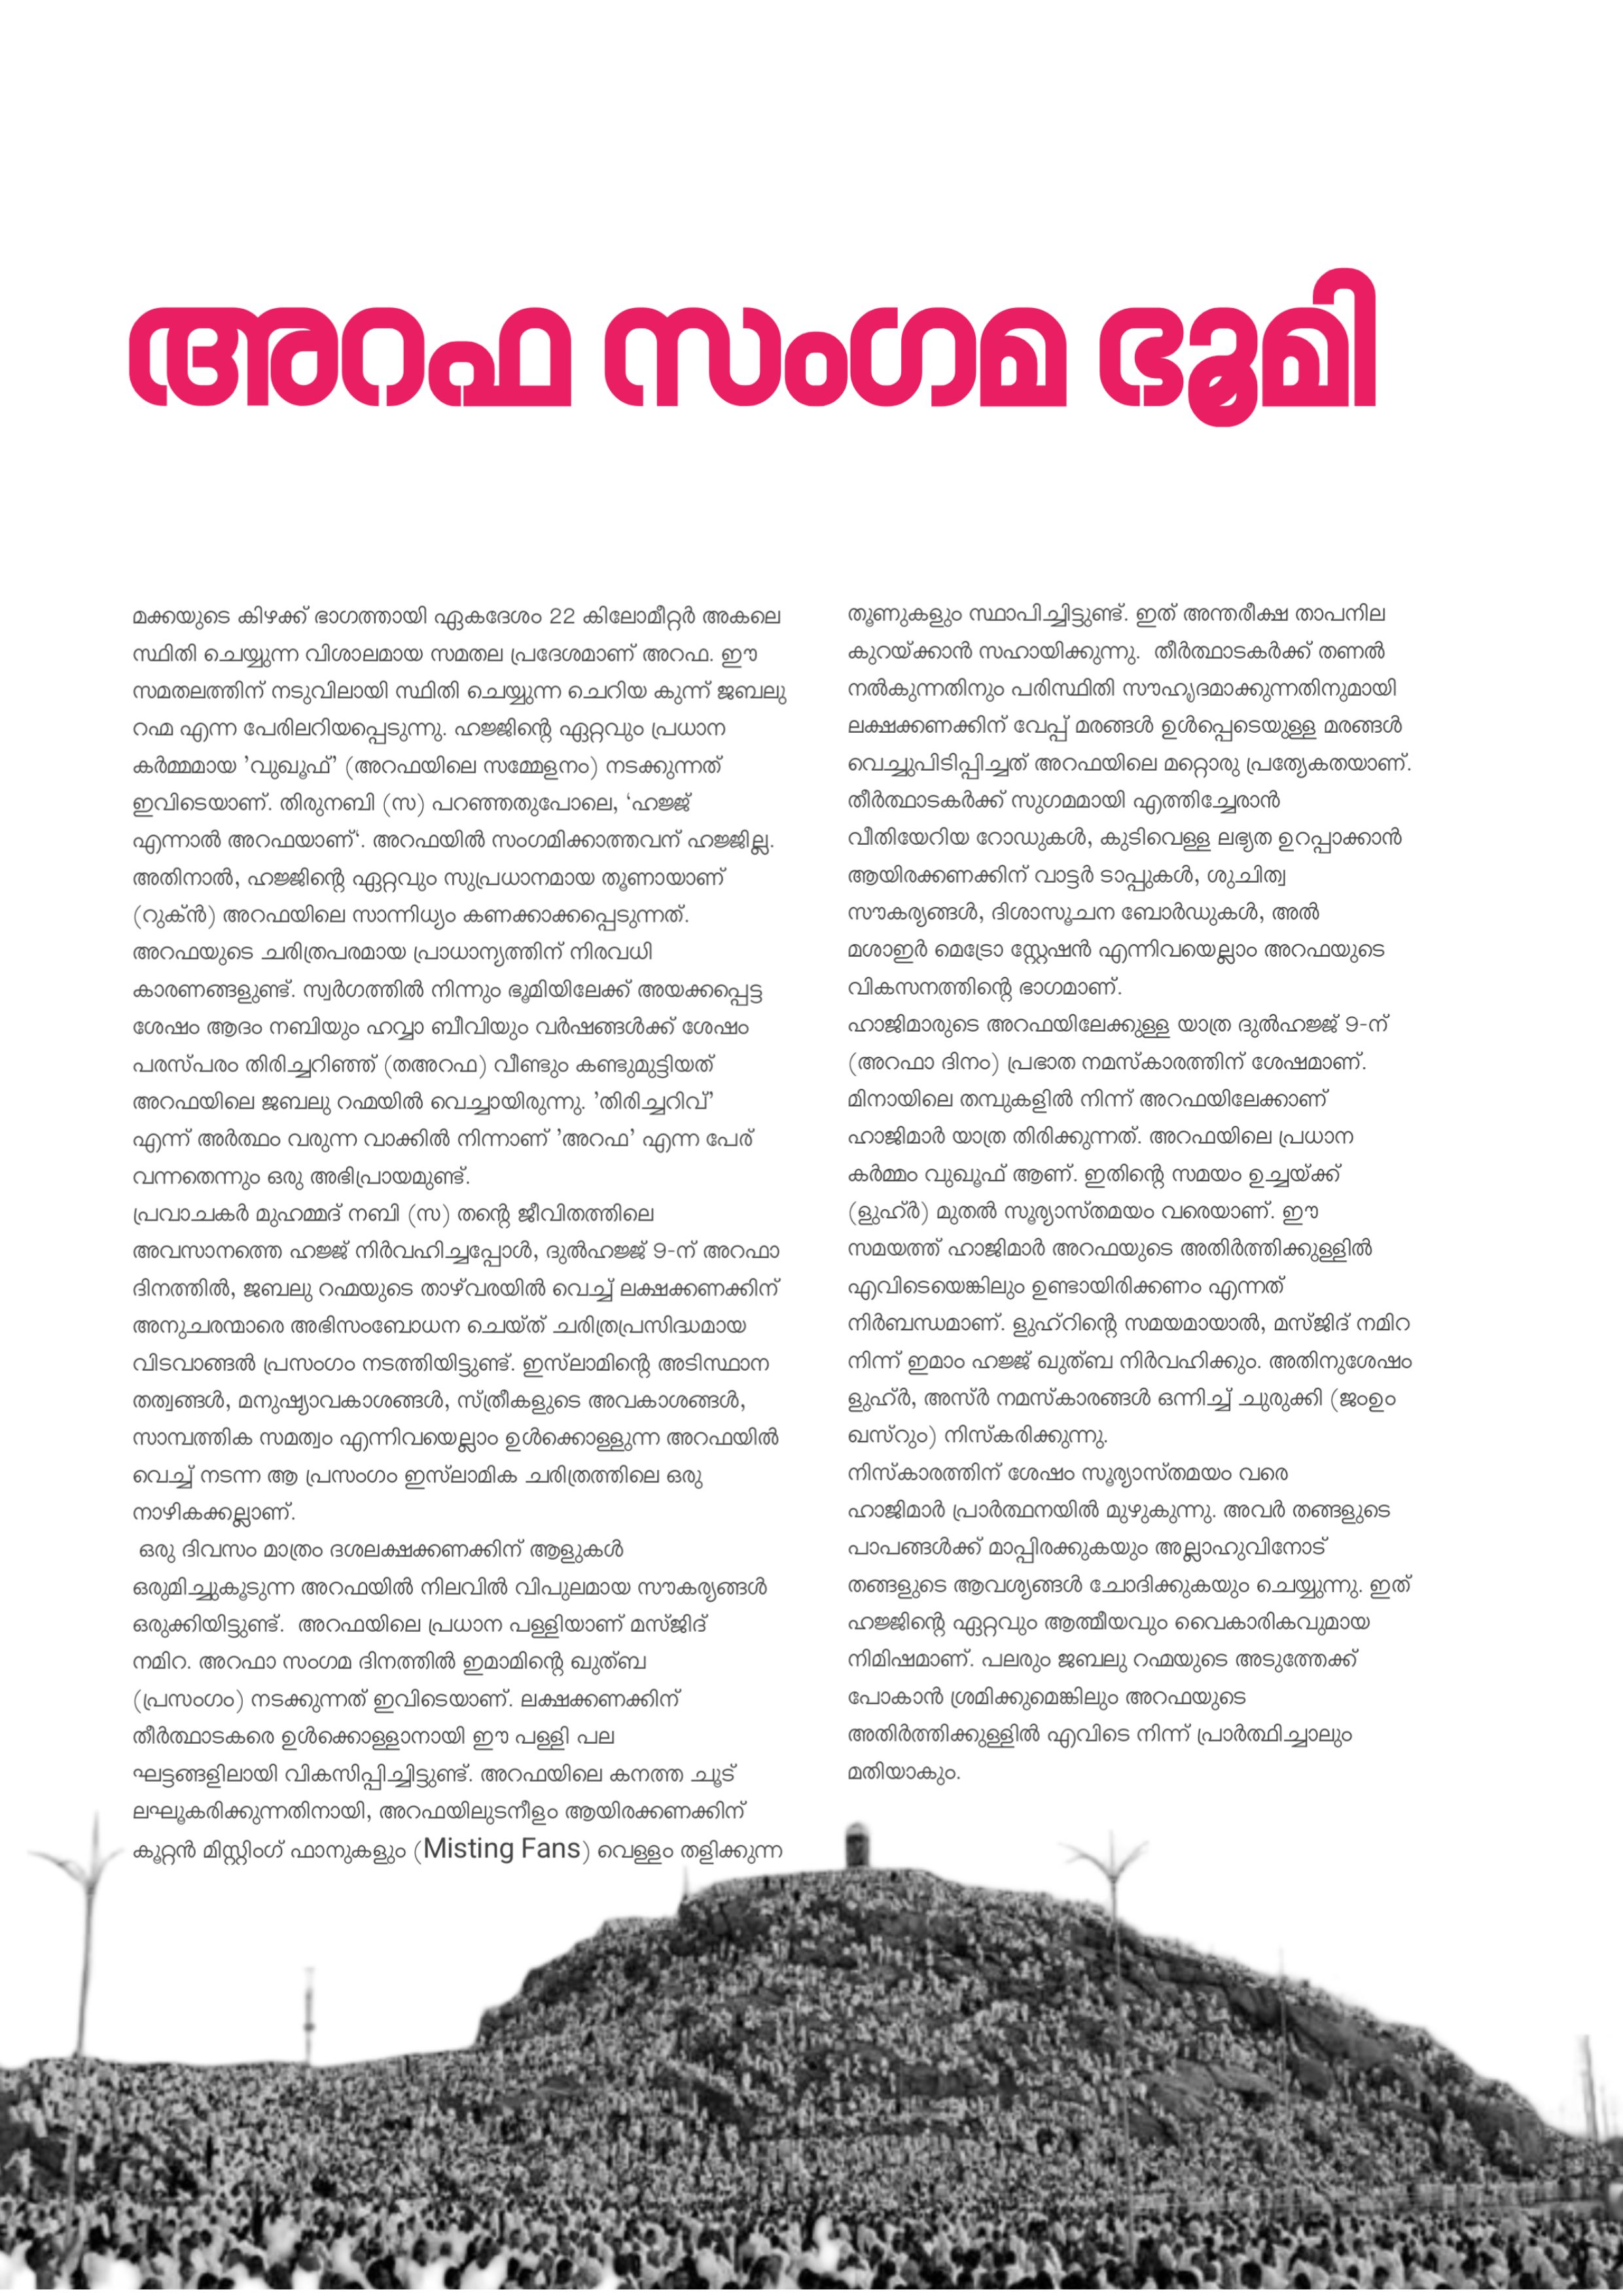 അറഫ സംഗമ ഭൂമി
മക്കയുടെ കിഴക്ക് ഭാഗത്തായി ഏകദേശം 22 കിലോമീറ്റർ അകലെ
സ്ഥിതി ചെയ്യുന്ന വിശാലമായ സമതല പ്രദേശമാണ് അറഫ. ഈ
സമതലത്തിന് നടുവിലായി സ്ഥിതി ചെയ്യുന്ന ചെറിയ കുന്ന് ജബലു
റഹ്മ എന്ന പേരിലറിയപ്പെടുന്നു. ഹജ്ജിന്റെ ഏറ്റവും പ്രധാന
കർമ്മമായ ’വുഖൂഫ്’ (അറഫയിലെ സമ്മേളനം) നടക്കുന്നത്
ഇവിടെയാണ്. തിരുനബി (സ) പറഞ്ഞതുപോലെ, ‘ഹജ്ജ്
എന്നാൽ അറഫയാണ്‘. അറഫയിൽ സംഗമിക്കാത്തവന് ഹജ്ജില്ല.
അതിനാൽ, ഹജ്ജിന്റെ ഏറ്റവും സുപ്രധാനമായ തൂണായാണ്
(റുക്ൻ) അറഫയിലെ സാന്നിധ്യം കണക്കാക്കപ്പെടുന്നത്.
അറഫയുടെ ചരിത്രപരമായ പ്രാധാന്യത്തിന് നിരവധി
കാരണങ്ങളുണ്ട്. സ്വർഗത്തിൽ നിന്നും ഭൂമിയിലേക്ക് അയക്കപ്പെട്ട
ശേഷം ആദം നബിയും ഹവ്വാ ബീവിയും വർഷങ്ങൾക്ക് ശേഷം
പരസ്പരം തിരിച്ചറിഞ്ഞ് (തഅറഫ) വീണ്ടും കണ്ടുമുട്ടിയത്
അറഫയിലെ ജബലു റഹ്മയിൽ വെച്ചായിരുന്നു. ’തിരിച്ചറിവ്’
എന്ന് അർത്ഥം വരുന്ന വാക്കിൽ നിന്നാണ് ’അറഫ’ എന്ന പേര്
വന്നതെന്നും ഒരു അഭിപ്രായമുണ്ട്.
പ്രവാചകർ മുഹമ്മദ് നബി (സ) തന്റെ ജീവിതത്തിലെ
അവസാനത്തെ ഹജ്ജ് നിർവഹിച്ചപ്പോൾ, ദുൽഹജ്ജ് 9-ന് അറഫാ
ദിനത്തിൽ, ജബലു റഹ്മയുടെ താഴ്‌വരയിൽ വെച്ച് ലക്ഷക്കണക്കിന്
അനുചരന്മാരെ അഭിസംബോധന ചെയ്ത് ചരിത്രപ്രസിദ്ധമായ
വിടവാങ്ങൽ പ്രസംഗം നടത്തിയിട്ടുണ്ട്. ഇസ്‌ലാമിന്റെ അടിസ്ഥാന
തത്വങ്ങൾ, മനുഷ്യാവകാശങ്ങൾ, സ്ത്രീകളുടെ അവകാശങ്ങൾ,
സാമ്പത്തിക സമത്വം എന്നിവയെല്ലാം ഉൾക്കൊള്ളുന്ന അറഫയിൽ
വെച്ച് നടന്ന ആ പ്രസംഗം ഇസ്‌ലാമിക ചരിത്രത്തിലെ ഒരു
നാഴികക്കല്ലാണ്.
ഒരു ദിവസം മാത്രം ദശലക്ഷക്കണക്കിന് ആളുകൾ
ഒരുമിച്ചുകൂടുന്ന അറഫയിൽ നിലവിൽ വിപുലമായ സൗകര്യങ്ങൾ
ഒരുക്കിയിട്ടുണ്ട്. അറഫയിലെ പ്രധാന പള്ളിയാണ് മസ്ജിദ്
നമിറ. അറഫാ സംഗമ ദിനത്തിൽ ഇമാമിന്റെ ഖുത്ബ
(പ്രസംഗം) നടക്കുന്നത് ഇവിടെയാണ്. ലക്ഷക്കണക്കിന്
തീർത്ഥാടകരെ ഉൾക്കൊള്ളാനായി ഈ പള്ളി പല
ഘട്ടങ്ങളിലായി വികസിപ്പിച്ചിട്ടുണ്ട്. അറഫയിലെ കനത്ത ചൂട്
ലഘൂകരിക്കുന്നതിനായി, അറഫയിലുടനീളം ആയിരക്കണക്കിന്
കൂറ്റൻ മിസ്റ്റിംഗ് ഫാനുകളും (Misting Fans) വെള്ളം തളിക്കുന്ന
തൂണുകളും സ്ഥാപിച്ചിട്ടുണ്ട്. ഇത് അന്തരീക്ഷ താപനില
കുറയ്ക്കാൻ സഹായിക്കുന്നു. തീർത്ഥാടകർക്ക് തണൽ
നൽകുന്നതിനും പരിസ്ഥിതി സൗഹൃദമാക്കുന്നതിനുമായി
ലക്ഷക്കണക്കിന് വേപ്പ് മരങ്ങൾ ഉൾപ്പെടെയുള്ള മരങ്ങൾ
വെച്ചുപിടിപ്പിച്ചത് അറഫയിലെ മറ്റൊരു പ്രത്യേകതയാണ്.
തീർത്ഥാടകർക്ക് സുഗമമായി എത്തിച്ചേരാൻ
വീതിയേറിയ റോഡുകൾ, കുടിവെള്ള ലഭ്യത ഉറപ്പാക്കാൻ
ആയിരക്കണക്കിന് വാട്ടർ ടാപ്പുകൾ, ശുചിത്വ
സൗകര്യങ്ങൾ, ദിശാസൂചന ബോർഡുകൾ, അൽ
മശാഇർ മെട്രോ സ്റ്റേഷൻ എന്നിവയെല്ലാം അറഫയുടെ
വികസനത്തിന്റെ ഭാഗമാണ്.
ഹാജിമാരുടെ അറഫയിലേക്കുള്ള യാത്ര ദുൽഹജ്ജ് 9-ന്
(അറഫാ ദിനം) പ്രഭാത നമസ്കാരത്തിന് ശേഷമാണ്.
മിനായിലെ തമ്പുകളിൽ നിന്ന് അറഫയിലേക്കാണ്
ഹാജിമാർ യാത്ര തിരിക്കുന്നത്. അറഫയിലെ പ്രധാന
കർമ്മം വുഖൂഫ് ആണ്. ഇതിന്റെ സമയം ഉച്ചയ്ക്ക്
(ളുഹ്ർ) മുതൽ സൂര്യാസ്തമയം വരെയാണ്. ഈ
സമയത്ത് ഹാജിമാർ അറഫയുടെ അതിർത്തിക്കുള്ളിൽ
എവിടെയെങ്കിലും ഉണ്ടായിരിക്കണം എന്നത്
നിർബന്ധമാണ്. ളുഹ്റിന്റെ സമയമായാൽ, മസ്ജിദ് നമിറ
നിന്ന് ഇമാം ഹജ്ജ് ഖുത്ബ നിർവഹിക്കും. അതിനുശേഷം
ളുഹ്ർ, അസ്ർ നമസ്കാരങ്ങൾ ഒന്നിച്ച് ചുരുക്കി (ജംഉം
ഖസ്റും) നിസ്കരിക്കുന്നു.
നിസ്കാരത്തിന് ശേഷം സൂര്യാസ്തമയം വരെ
ഹാജിമാർ പ്രാർത്ഥനയിൽ മുഴുകുന്നു. അവർ തങ്ങളുടെ
പാപങ്ങൾക്ക് മാപ്പിരക്കുകയും അല്ലാഹുവിനോട്
തങ്ങളുടെ ആവശ്യങ്ങൾ ചോദിക്കുകയും ചെയ്യുന്നു. ഇത്
ഹജ്ജിന്റെ ഏറ്റവും ആത്മീയവും വൈകാരികവുമായ
നിമിഷമാണ്. പലരും ജബലു റഹ്മയുടെ അടുത്തേക്ക്
പോകാൻ ശ്രമിക്കുമെങ്കിലും അറഫയുടെ
അതിർത്തിക്കുള്ളിൽ എവിടെ നിന്ന് പ്രാർത്ഥിച്ചാലും
മതിയാകും.